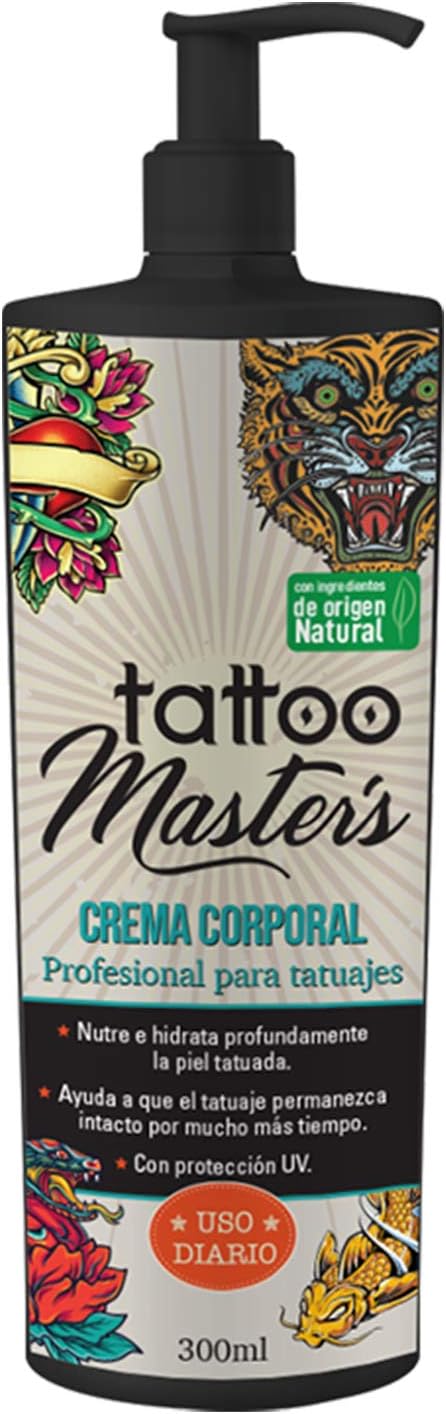 con ingredientes
de origen
Natural
tattoo
Master's
CREMA CORPORAL
Profesional para tatuajes
★ Nutre e hidrata profundamente
la piel tatuada.
★ Ayuda a que el tatuaje permanezca
intacto por mucho más tiempo.
★ Con protección UV.
★ USO ★
DIARIO
300ml